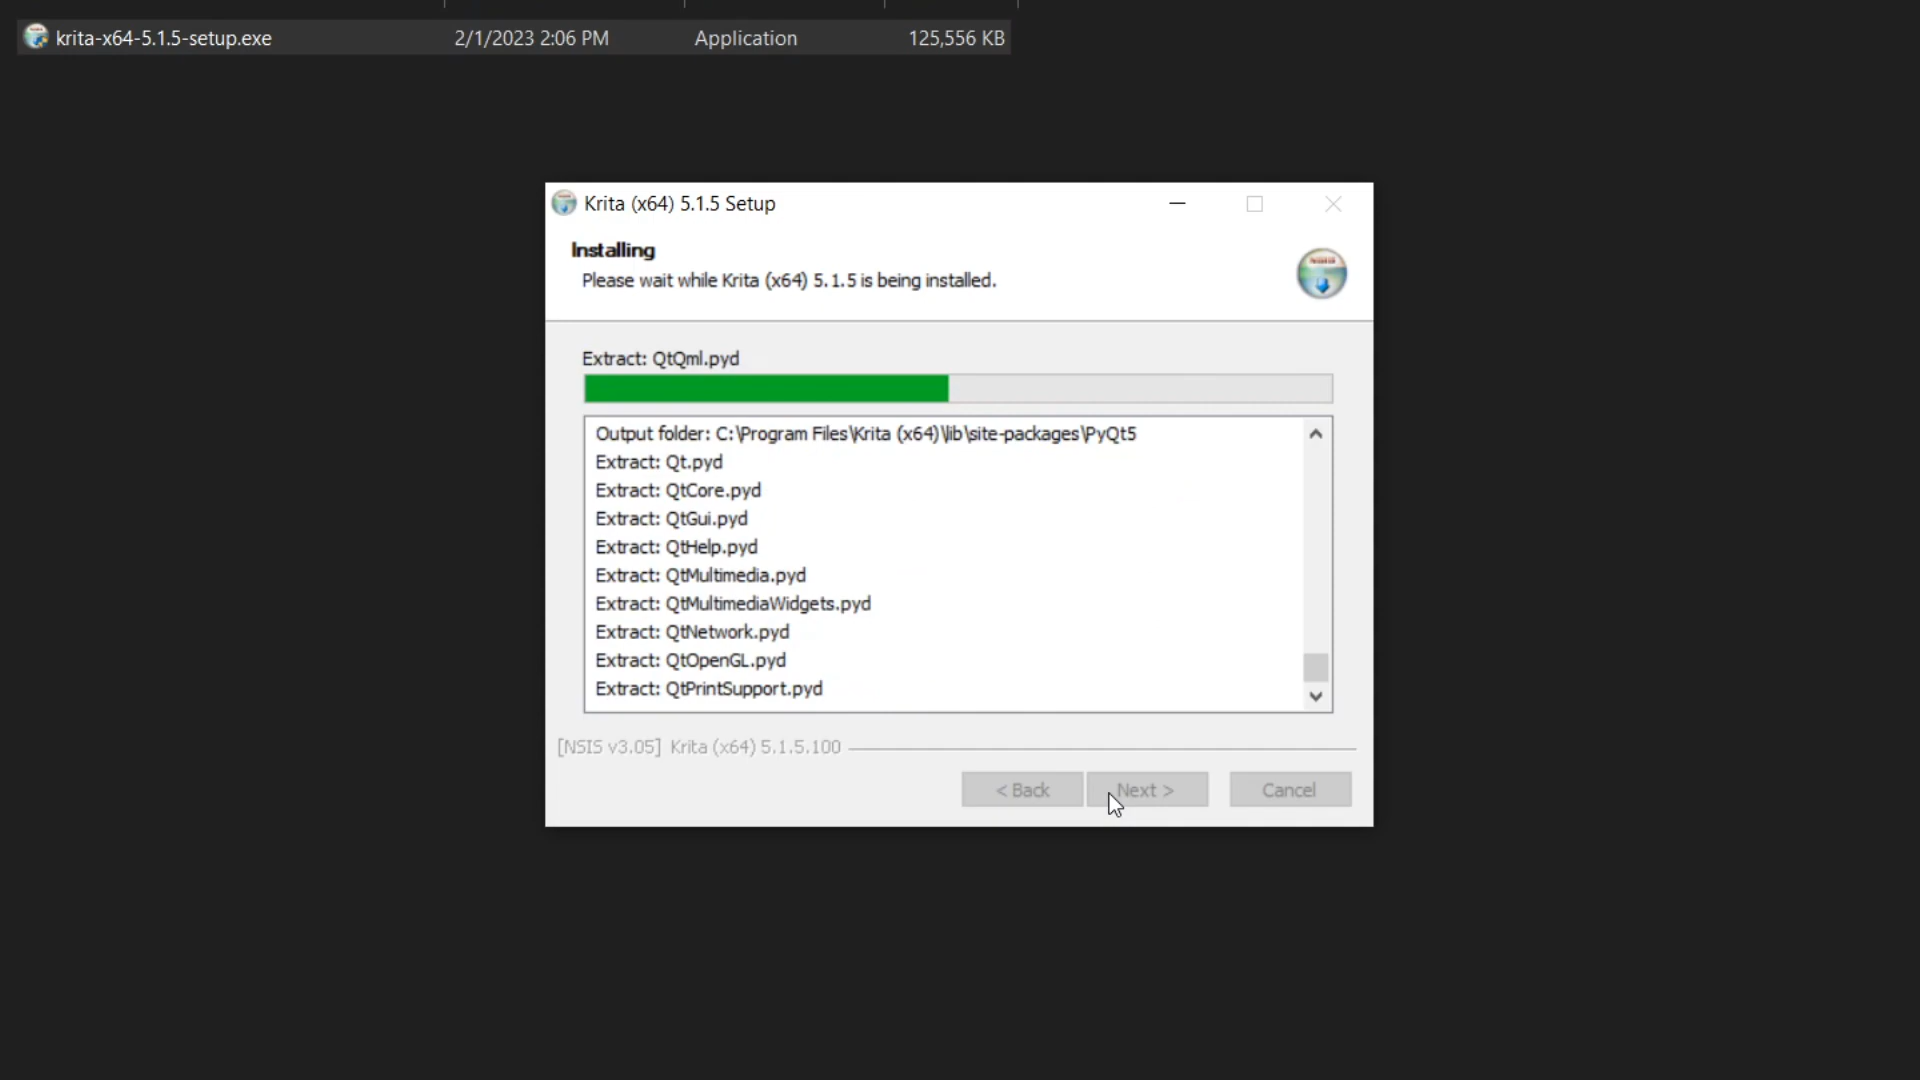 krita-x64-5.1.5-setup.exe 2/1/2023 2:06 PM Application 125,556 KB
Krita (x64) 5.1.5 Setup
Installing
Please wait while Krita (x64) 5.1.5 is being installed.
Extract: QtQml.pyd
Output folder: C:\Program Files\Krita (x64)\lib\site-packages\PyQt5
Extract: Qt.pyd
Extract: QtCore.pyd
Extract: QtGui.pyd
Extract: QtHelp.pyd
Extract: QtMultimedia.pyd
Extract: QtMultimediaWidgets.pyd
Extract: QtNetwork.pyd
Extract: QtOpenGL.pyd
Extract: QtPrintSupport.pyd
[NSIS v3.05] Krita (x64) 5.1.5.100
< Back Next > Cancel